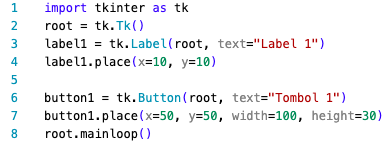 1 import tkinter as tk
2 root = tk.Tk()
3 label1 = tk.Label(root, text="Label 1")
4 label1.place(x=10, y=10)
5
6 button1 = tk.Button(root, text="Tombol 1")
7 button1.place(x=50, y=50, width=100, height=30)
8 root.mainloop()